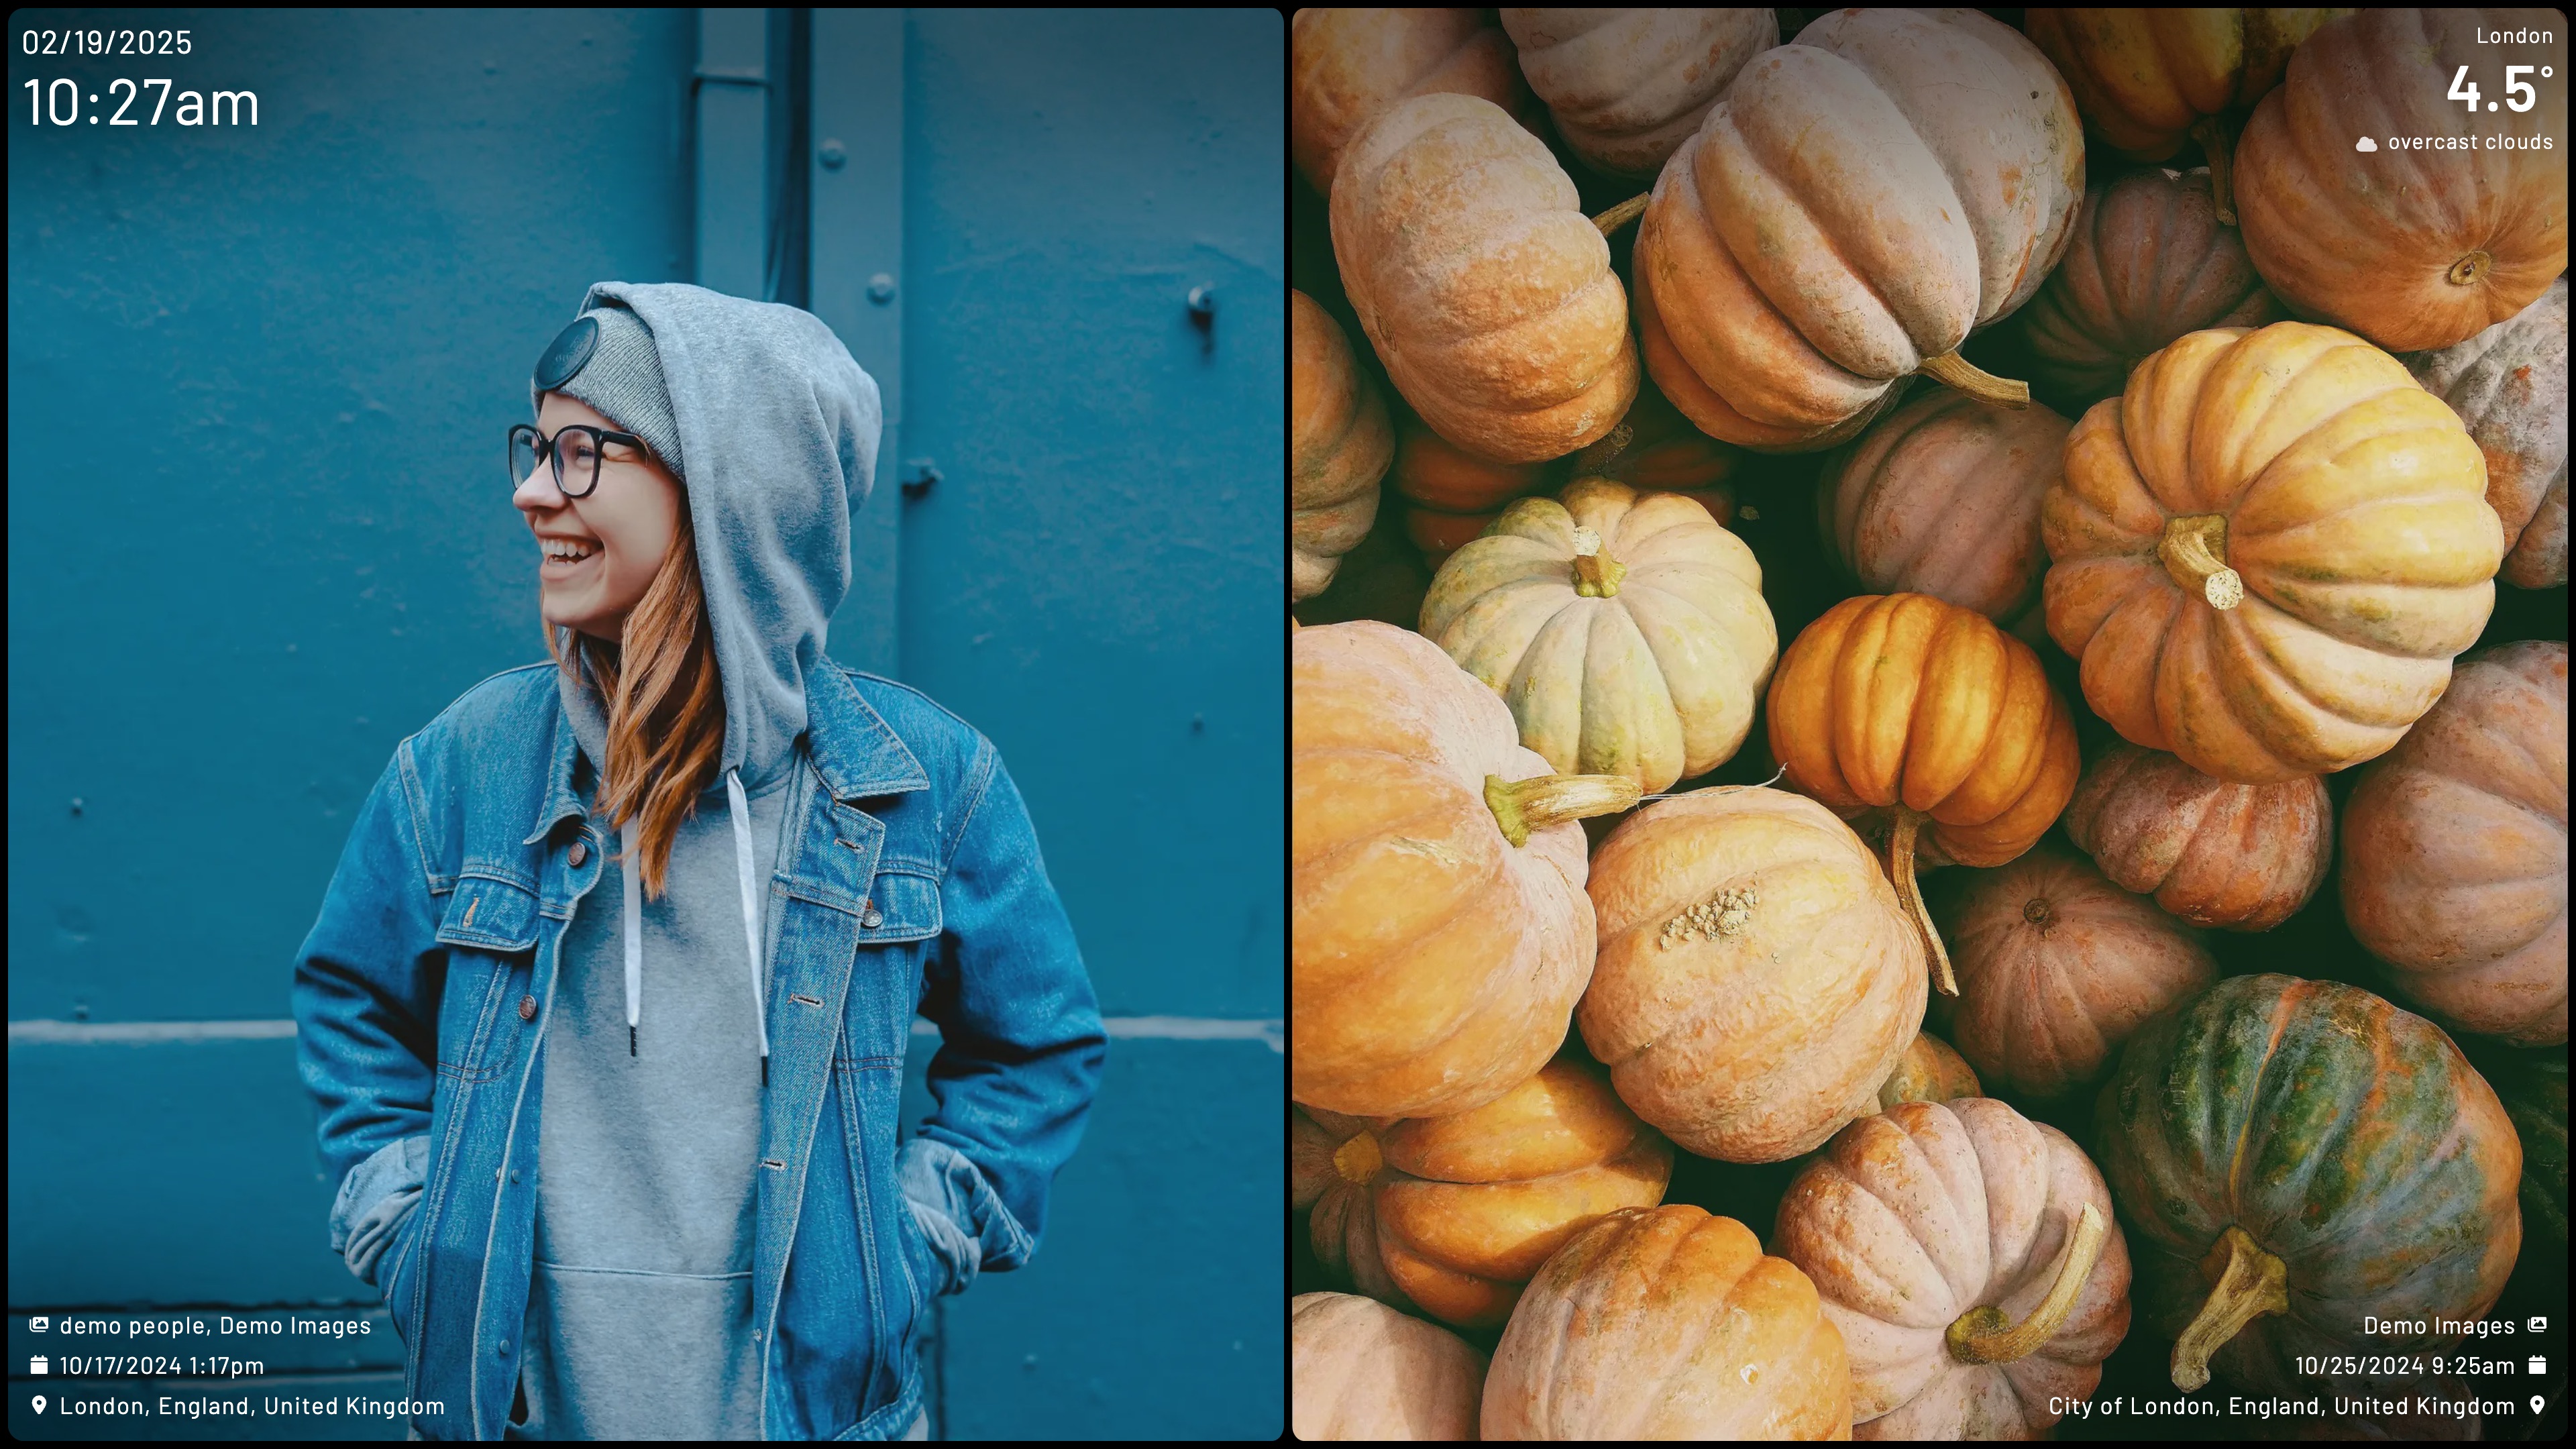 02/19/2025
10:27am
London
4.5°
overcast clouds
demo people, Demo Images
10/17/2024 1:17pm
London, England, United Kingdom
Demo Images
10/25/2024 9:25am
City of London, England, United Kingdom